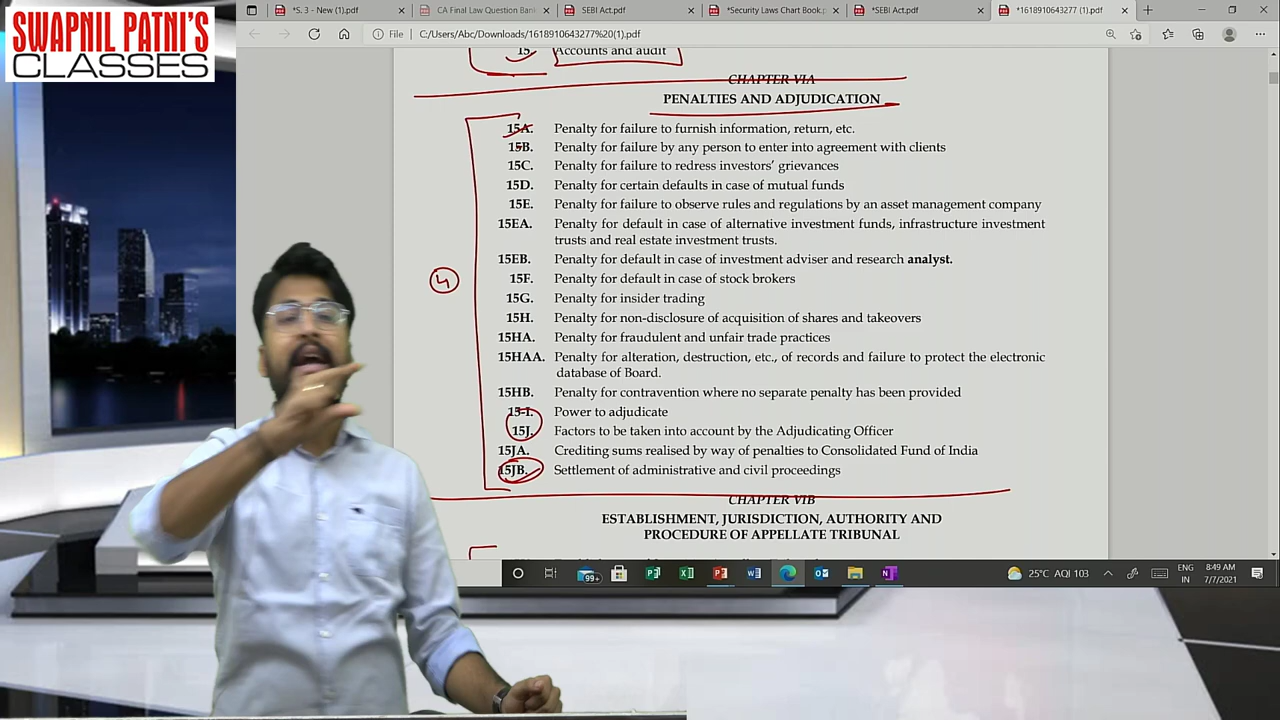 SWAPNIL PATNI'S
CLASSES
*S. 3 - New (1).pdf
CA Final Law Question Ban
SEBI Act.pdf
*Security Laws Chart Book.p
*SEBI Act.pdf
*1618910643277 (1).pdf
File
C:/Users/Abc/Downloads/1618910643277%20(1).pdf
15. Accounts and audit
CHAPTER VIA
PENALTIES AND ADJUDICATION
15A. Penalty for failure to furnish information, return, etc.
15B. Penalty for failure by any person to enter into agreement with clients
15C. Penalty for failure to redress investors' grievances
15D. Penalty for certain defaults in case of mutual funds
15E. Penalty for failure to observe rules and regulations by an asset management company
15EA. Penalty for default in case of alternative investment funds, infrastructure investment
trusts and real estate investment trusts.
15EB. Penalty for default in case of investment adviser and research analyst.
4
15F. Penalty for default in case of stock brokers
15G. Penalty for insider trading
15H. Penalty for non-disclosure of acquisition of shares and takeovers
15HA. Penalty for fraudulent and unfair trade practices
15HAA. Penalty for alteration, destruction, etc., of records and failure to protect the electronic
database of Board.
15HB. Penalty for contravention where no separate penalty has been provided
15-I. Power to adjudicate
15J. Factors to be taken into account by the Adjudicating Officer
15JA. Crediting sums realised by way of penalties to Consolidated Fund of India
15JB. Settlement of administrative and civil proceedings
CHAPTER VIB
ESTABLISHMENT, JURISDICTION, AUTHORITY AND
PROCEDURE OF APPELLATE TRIBUNAL
99+
25°C AQI 103
ENG
IN
8:49 AM
7/7/2021